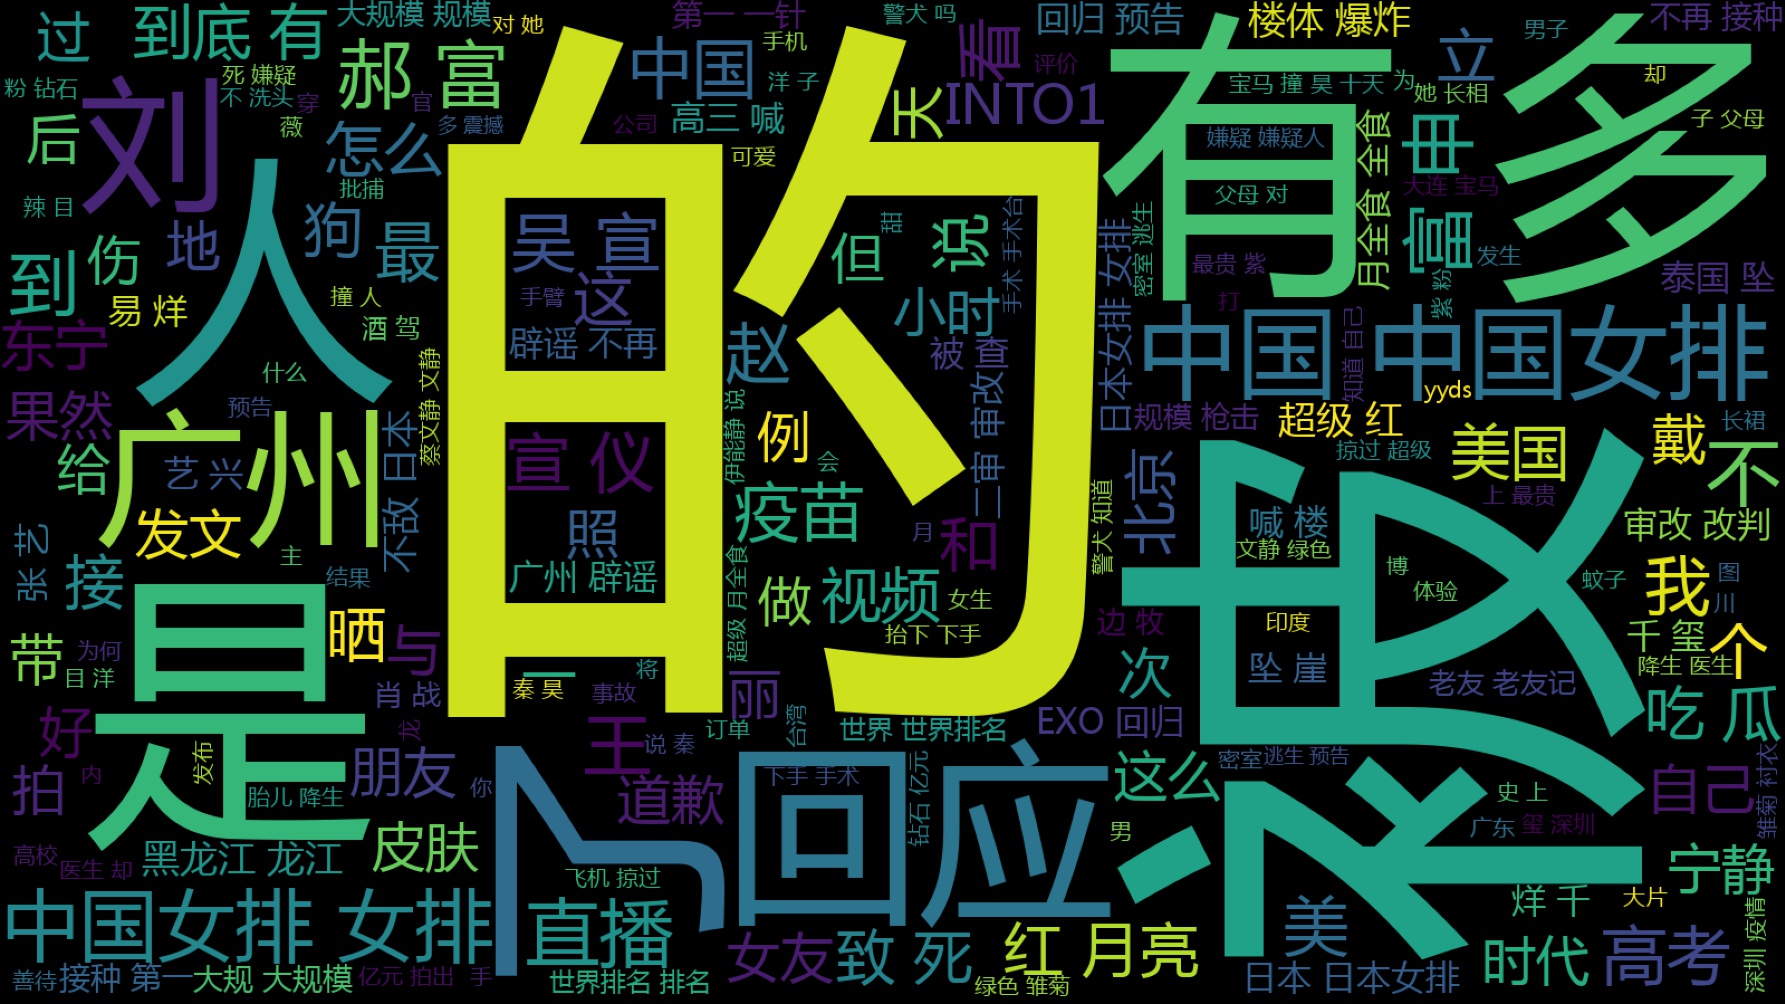 过
到底 有
大规模 规模
对 她
第一 一针
警犬 吗
回归 预告
楼体 爆炸
男子
不再 接种
粉 钻石
死 嫌疑
不 洗头
穿
郝 富
官
中国
手机
洋 子
看
评价
立
却
刘
后
薇
多 震撼
公司
高三 喊
天
INTO1
宝马 撞
昊 十天
为
她 长相
子 父母
怎么
批捕
可爱
的
有
多
嫌疑 嫌疑人
月全食 全食
申
大连 宝马
辣 目
人
狗
地
最
吴 宣
这
手臂
辟谣 不再
但
甜
说
手术 手术台
日本女排 女排
密室 逃生
父母 对
最贵 紫
打
月全食 全食
富
紫 粉
发生
泰国 坠
到
伤
易 烊
撞 人
酒 驾
赵
小时
被 查
中国
知道 自己
中国女排
yyds
东宁
什么
蔡文静 文静
果然
预告
日本
不敌
给
广州
艺 兴
宣 仪
伊能静 说
例
会
二审 审改
规模 枪击
超级 红
掠过 超级
美国
上 最贵
戴
长裙
不
发文
照
疫苗
月
和
警犬 知道
北京
喊 楼
文静 绿色
审改 改判
张 艺
接
主
结果
广州 辟谣
超级 月全食
做
视频
女生
抬下 下手
被
博
体验
蚊子
我
图
川
是
带
为何
目 洋
晒
与
肖 战
秦 昊
一
将
事故
边 牧
次
印度
坠 崖
老友 老友记
千 玺
个
降生 医生
好
拍
内
发布
胎儿 降生
朋友
龙
你
王
说 秦
丽
订单
台湾
世界 世界排名
EXO 回归
吃 瓜
道歉
回应
下手 手术
钻石 亿元
这么
密室
逃生 预告
自己
雏菊 衬衣
高校
医生 却
黑龙江 龙江
皮肤
了
飞机 掠过
男
史 上
广东
玺 深圳
宁静
中国女排 女排
直播
女友
致 死
红
月亮
美
烊 千
大片
时代
高考
深圳 疫情
善待
接种 第一
大规 大规模
亿元 拍出
手
世界排名 排名
绿色 雏菊
日本 日本女排